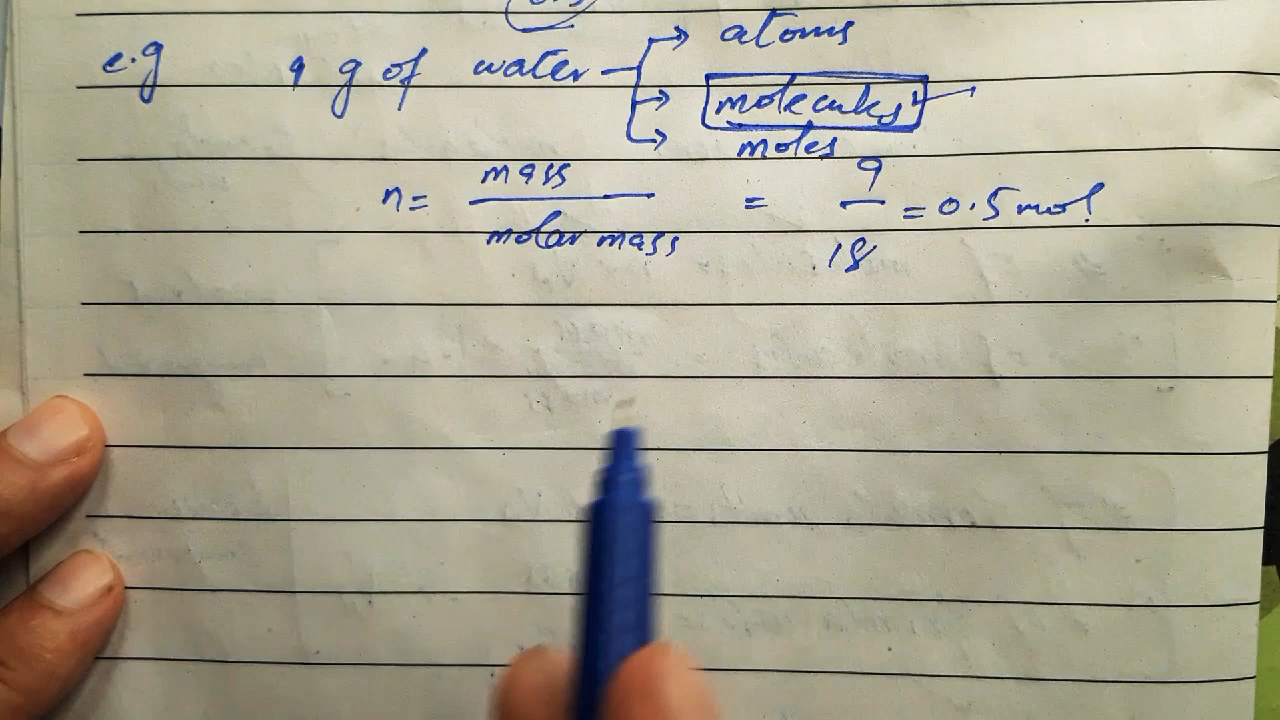 e.g 9 g of water → atoms
→ molecules
→ moles
n = mass / molar mass = 9 / 18 = 0.5 mol